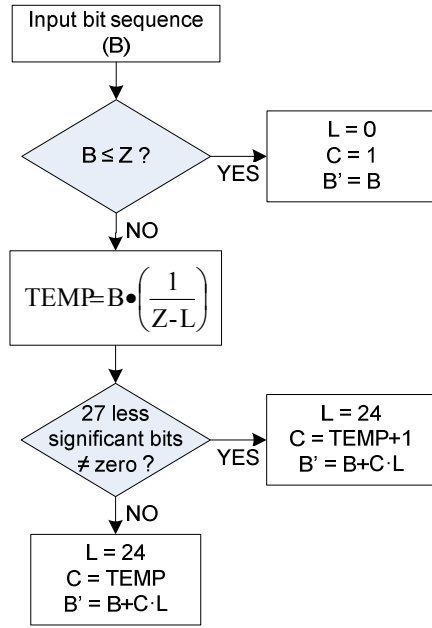 Input bit sequence
(B)
B ≤ Z ?
YES
L = 0
C = 1
B' = B
NO
TEMP=B•(1/(Z-L))
27 less
significant bits
≠ zero ?
YES
L = 24
C = TEMP+1
B' = B+C·L
NO
L = 24
C = TEMP
B' = B+C·L